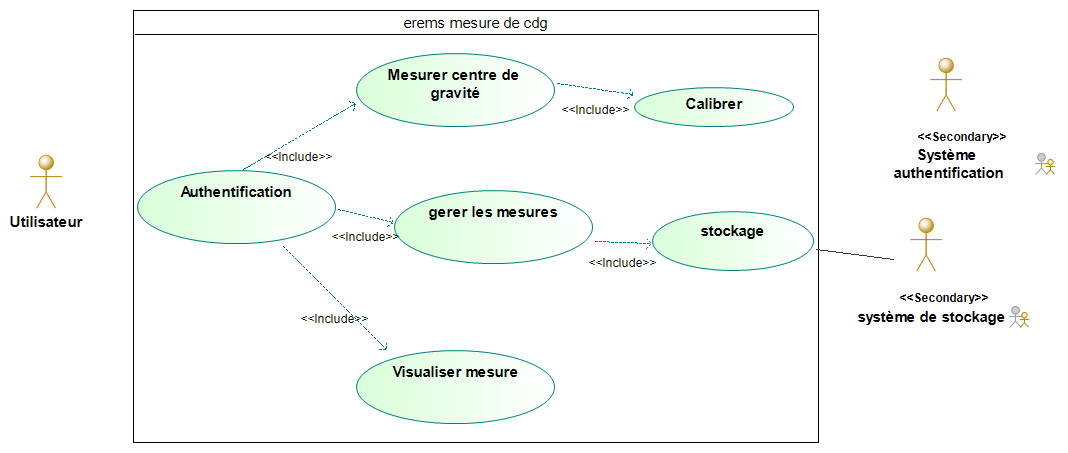 erems mesure de cdg
Mesurer centre de
gravité
<<Include>>
Calibrer
<<Secondary>>
Système
authentification
<<Include>>
Authentification
Utilisateur
gerer les mesures
<<Include>>
stockage
<<Include>>
<<Secondary>>
système de stockage
<<Include>>
Visualiser mesure